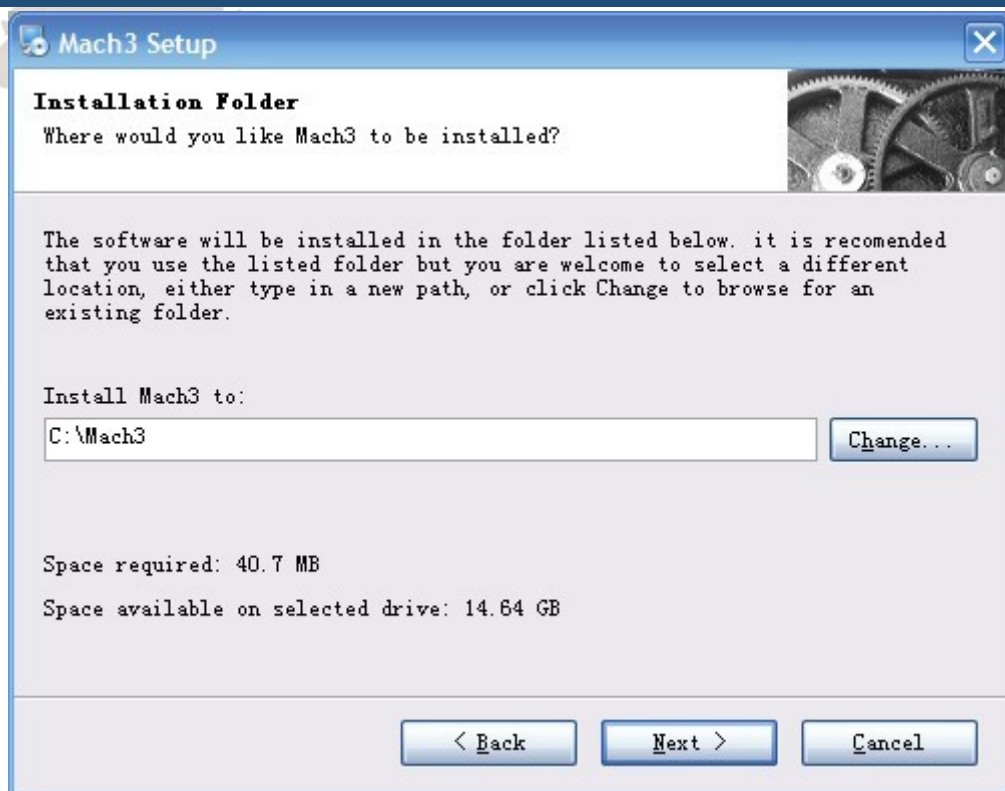 Mach3 Setup
Installation Folder
Where would you like Mach3 to be installed?
The software will be installed in the folder listed below. it is recomended
that you use the listed folder but you are welcome to select a different
location, either type in a new path, or click Change to browse for an
existing folder.
Install Mach3 to:
C:\Mach3
Change...
Space required: 40.7 MB
Space available on selected drive: 14.64 GB
< Back
Next >
Cancel